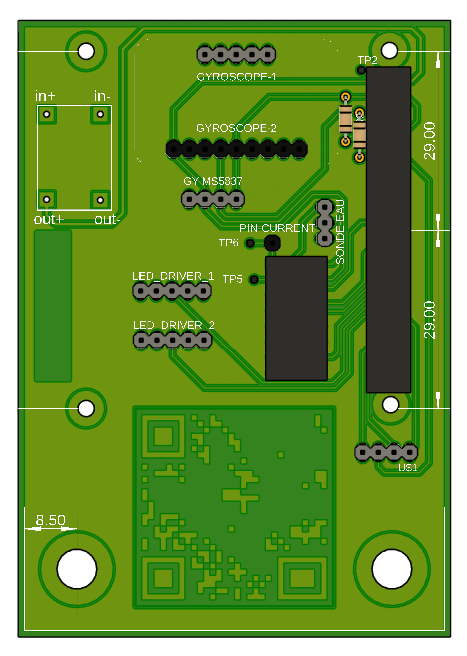 TP2
GYROSCOPE-1
in+ in-
GYROSCOPE-2
29.00
GY-MS5837
out+ out-
PIN CURRENT
SONDE-EAU
TP6
LED_DRIVER_1
TP5
29.00
LED_DRIVER_2
US1
8.50